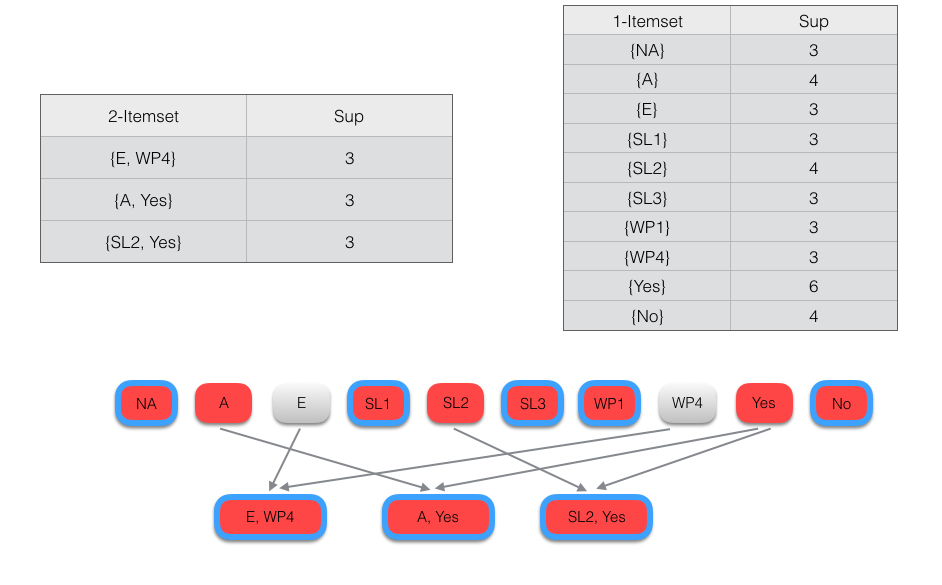 1-Itemset Sup
{NA} 3
{A} 4
{E} 3
{SL1} 3
{SL2} 4
{SL3} 3
{WP1} 3
{WP4} 3
{Yes} 6
{No} 4
2-Itemset Sup
{E, WP4} 3
{A, Yes} 3
{SL2, Yes} 3
NA A E SL1 SL2 SL3 WP1 WP4 Yes No
E, WP4 A, Yes SL2, Yes